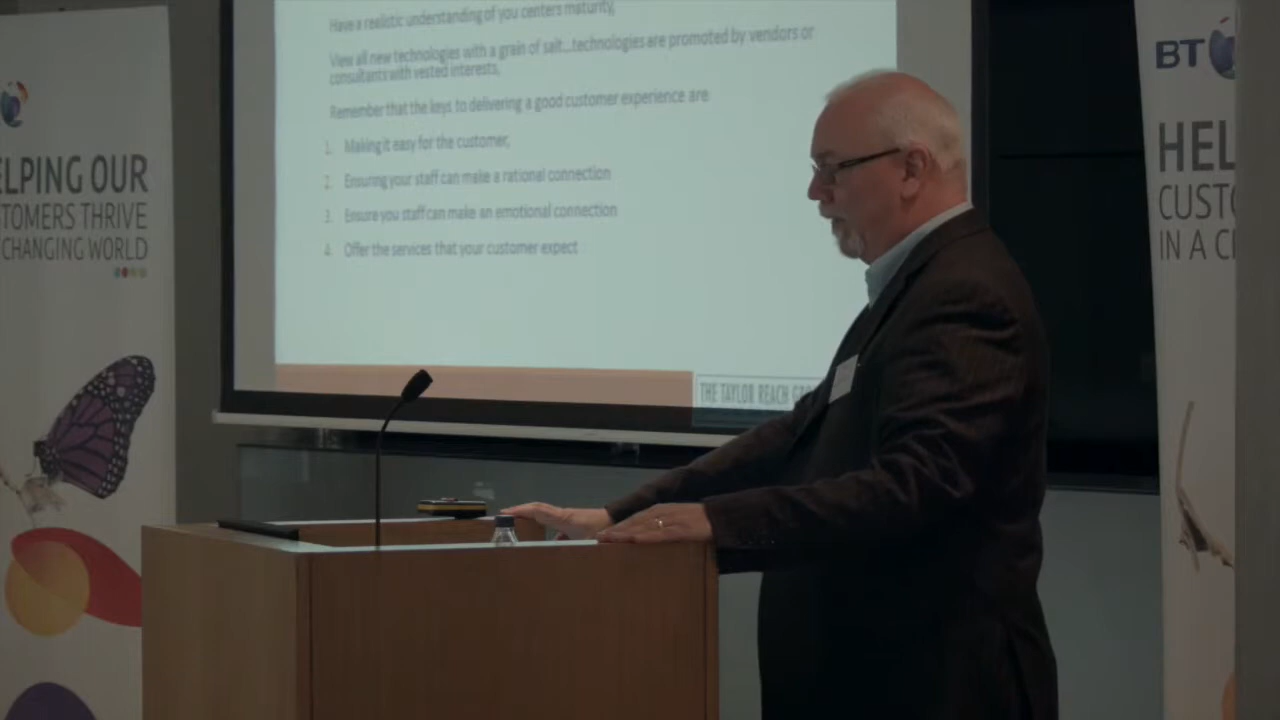 ELPING OUR
STOMERS THRIVE
CHANGING WORLD
Have a realistic understanding of you centers maturity,
View all new technologies with a grain of salt...technologies are promoted by vendors or
consultants with vested interests,
Remember that the keys to delivering a good customer experience are
1. Making it easy for the customer,
2. Ensuring your staff can make a rational connection
3. Ensure you staff can make an emotional connection
4. Offer the services that your customer expect
THE TAYLOR REACH GRO
BT
HEL
CUSTO
IN A C